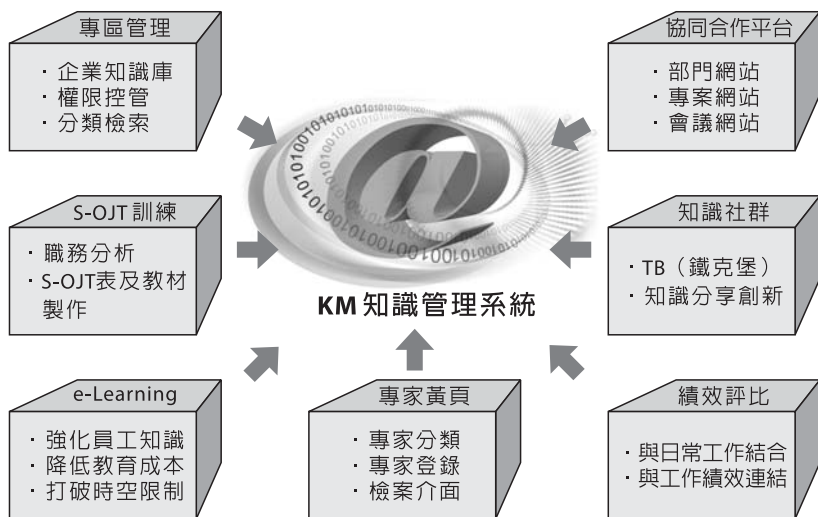 專區管理
· 企業知識庫
· 權限控管
· 分類檢索
協同合作平台
· 部門網站
· 專案網站
· 會議網站
S-OJT 訓練
· 職務分析
· S-OJT表及教材
製作
KM 知識管理系統
知識社群
· TB（鐵克堡）
· 知識分享創新
e-Learning
· 強化員工知識
· 降低教育成本
· 打破時空限制
專家黃頁
· 專家分類
· 專家登錄
· 檢案介面
績效評比
· 與日常工作結合
· 與工作績效連結